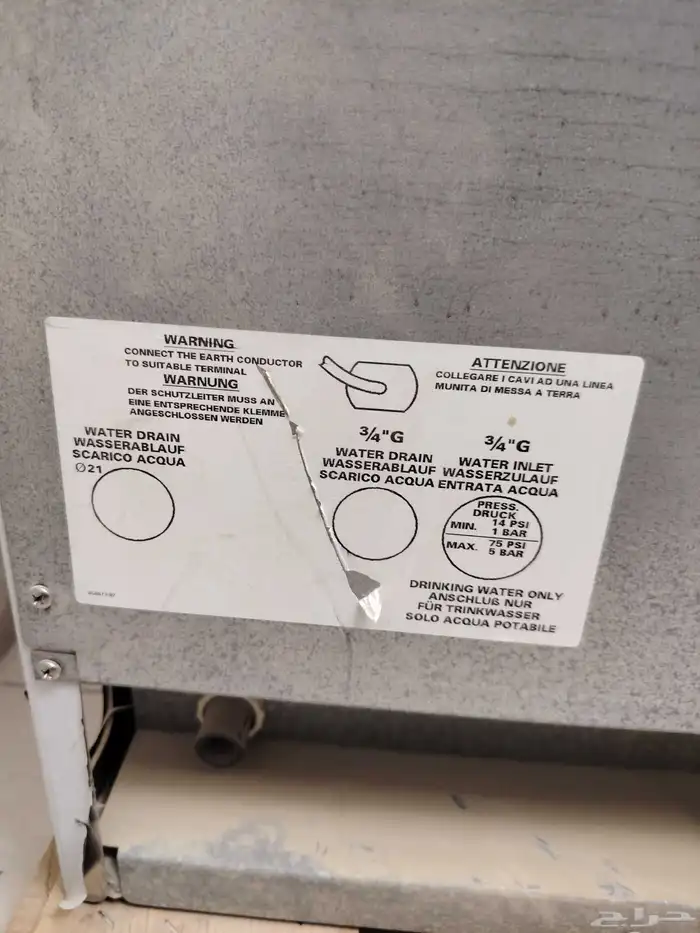 WARNING
CONNECT THE EARTH CONDUCTOR
TO SUITABLE TERMINAL
WARNUNG
DER SCHUTZLEITER MUSS AN
EINE ENTSPRECHENDE KLEMME
ANGESCHLOSSEN WERDEN
ATTENZIONE
COLLEGARE I CAVI AD UNA LINEA
MUNITA DI MESSA A TERRA
WATER DRAIN
WASSERABLAUF
SCARICO ACQUA
Ø21
3/4"G
WATER DRAIN
WASSERABLAUF
SCARICO ACQUA
3/4"G
WATER INLET
WASSERZULAUF
ENTRATA ACQUA
PRESS.
DRUCK
MIN. 14 PSI
1 BAR
MAX. 75 PSI
5 BAR
DRINKING WATER ONLY
ANSCHLUß NUR
FÜR TRINKWASSER
SOLO ACQUA POTABILE
حراج